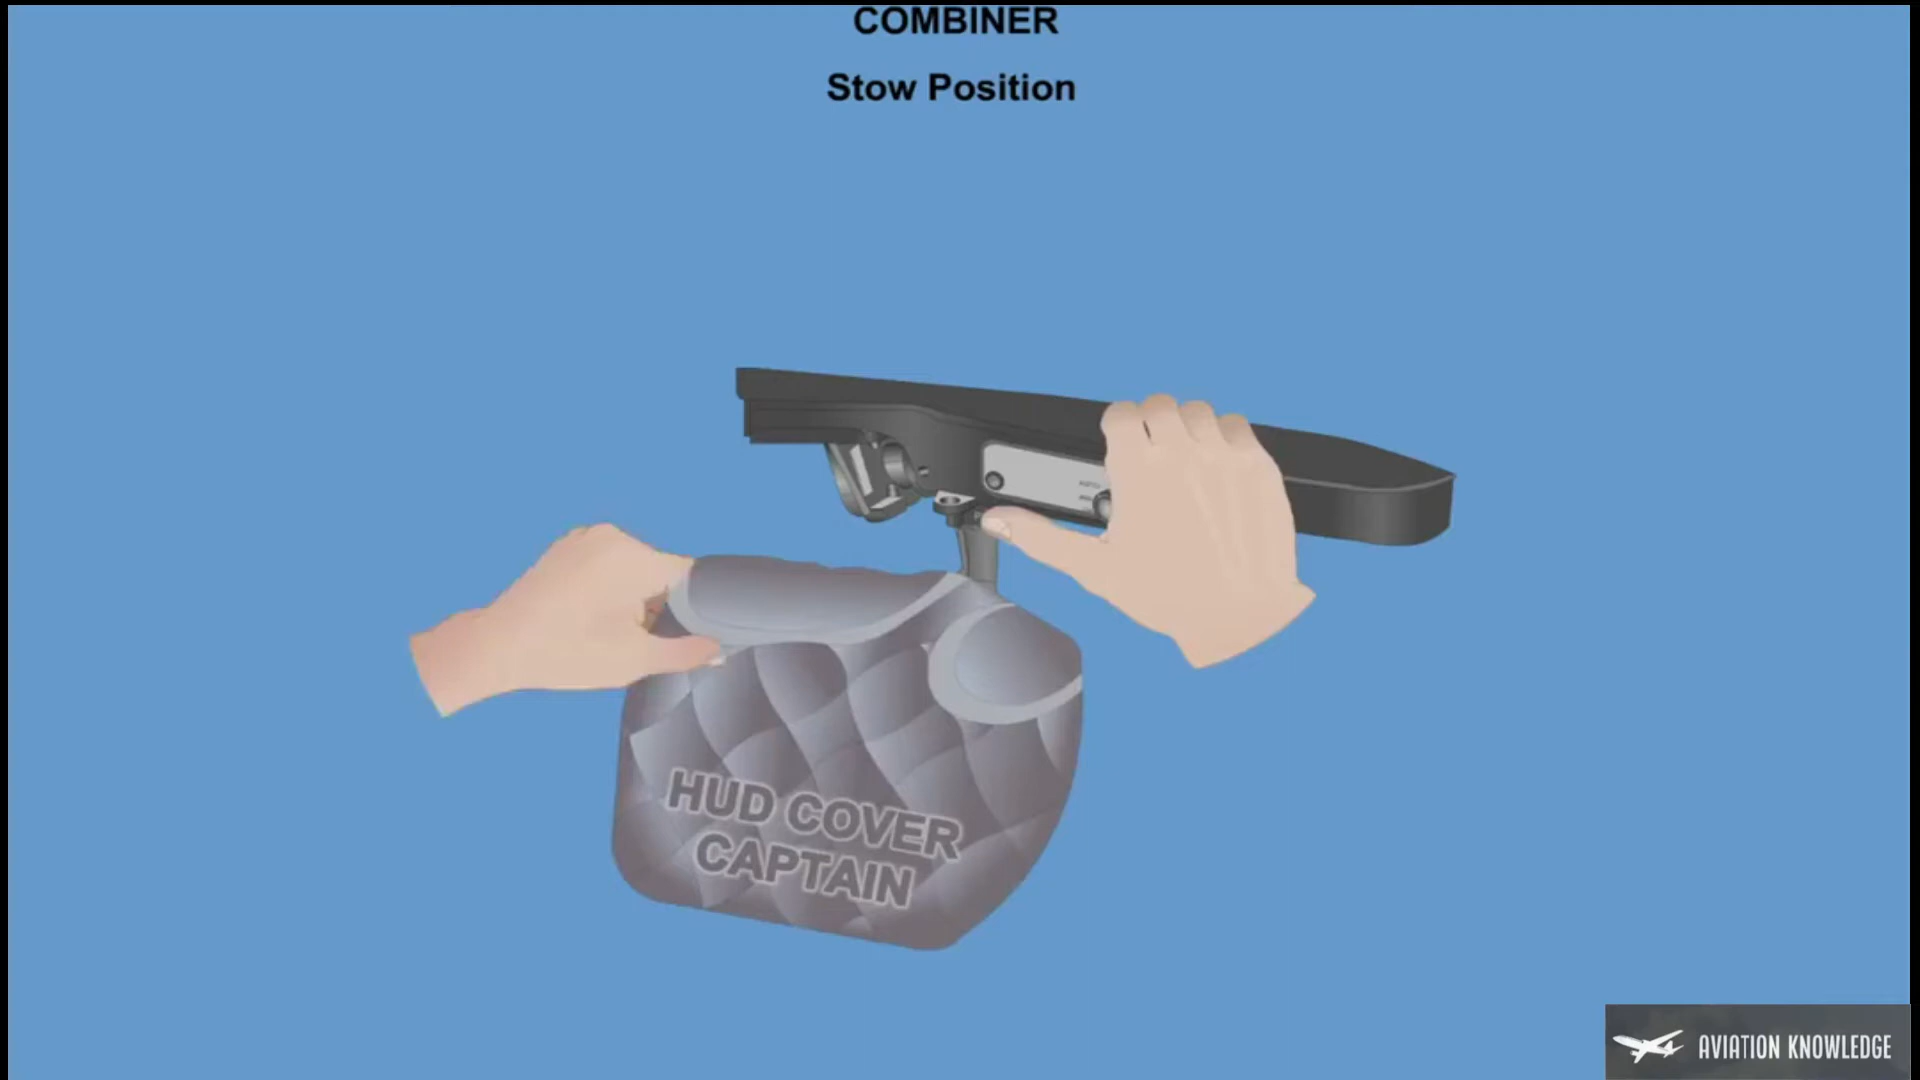 COMBINER
Stow Position
HUD COVER
CAPTAIN
AVIATION KNOWLEDGE